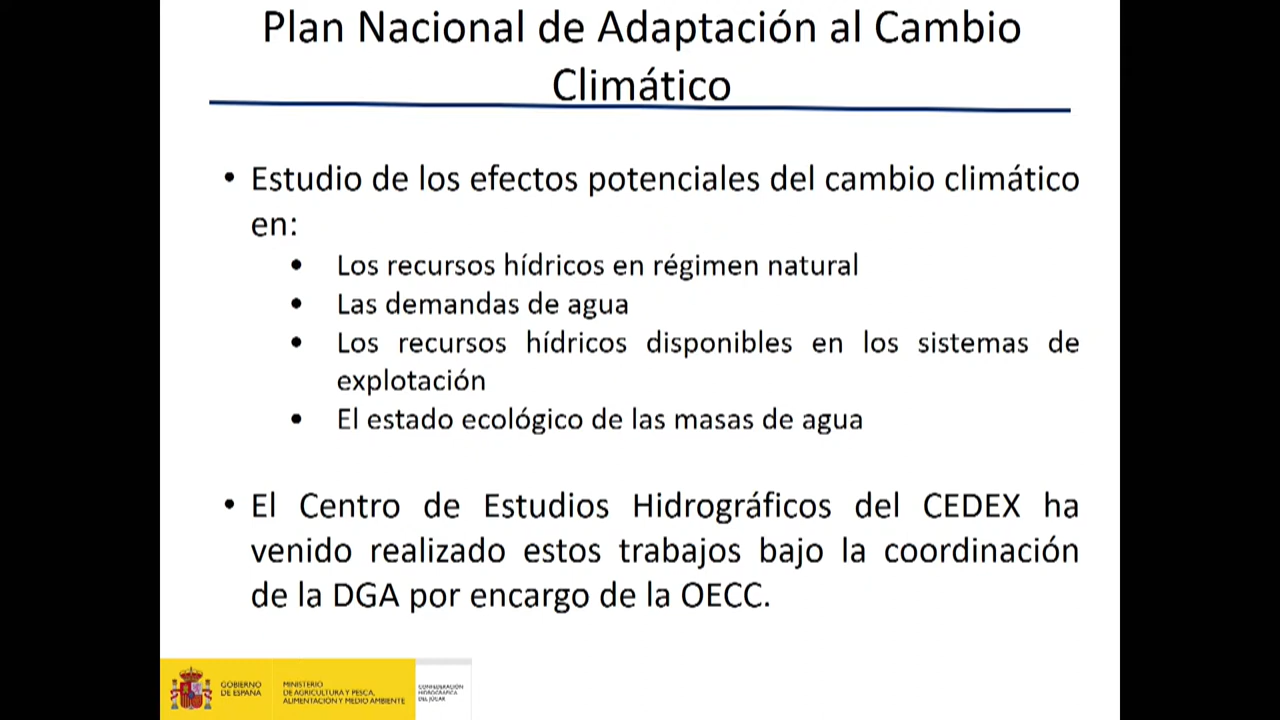 Plan Nacional de Adaptación al Cambio
Climático
• Estudio de los efectos potenciales del cambio climático
en:
• Los recursos hídricos en régimen natural
• Las demandas de agua
• Los recursos hídricos disponibles en los sistemas de
explotación
• El estado ecológico de las masas de agua
• El Centro de Estudios Hidrográficos del CEDEX ha
venido realizado estos trabajos bajo la coordinación
de la DGA por encargo de la OECC.
GOBIERNO
DE ESPAÑA
MINISTERIO
DE AGRICULTURA Y PESCA,
ALIMENTACIÓN Y MEDIO AMBIENTE
CONFEDERACIÓN
HIDROGRÁFICA
DEL JÚCAR